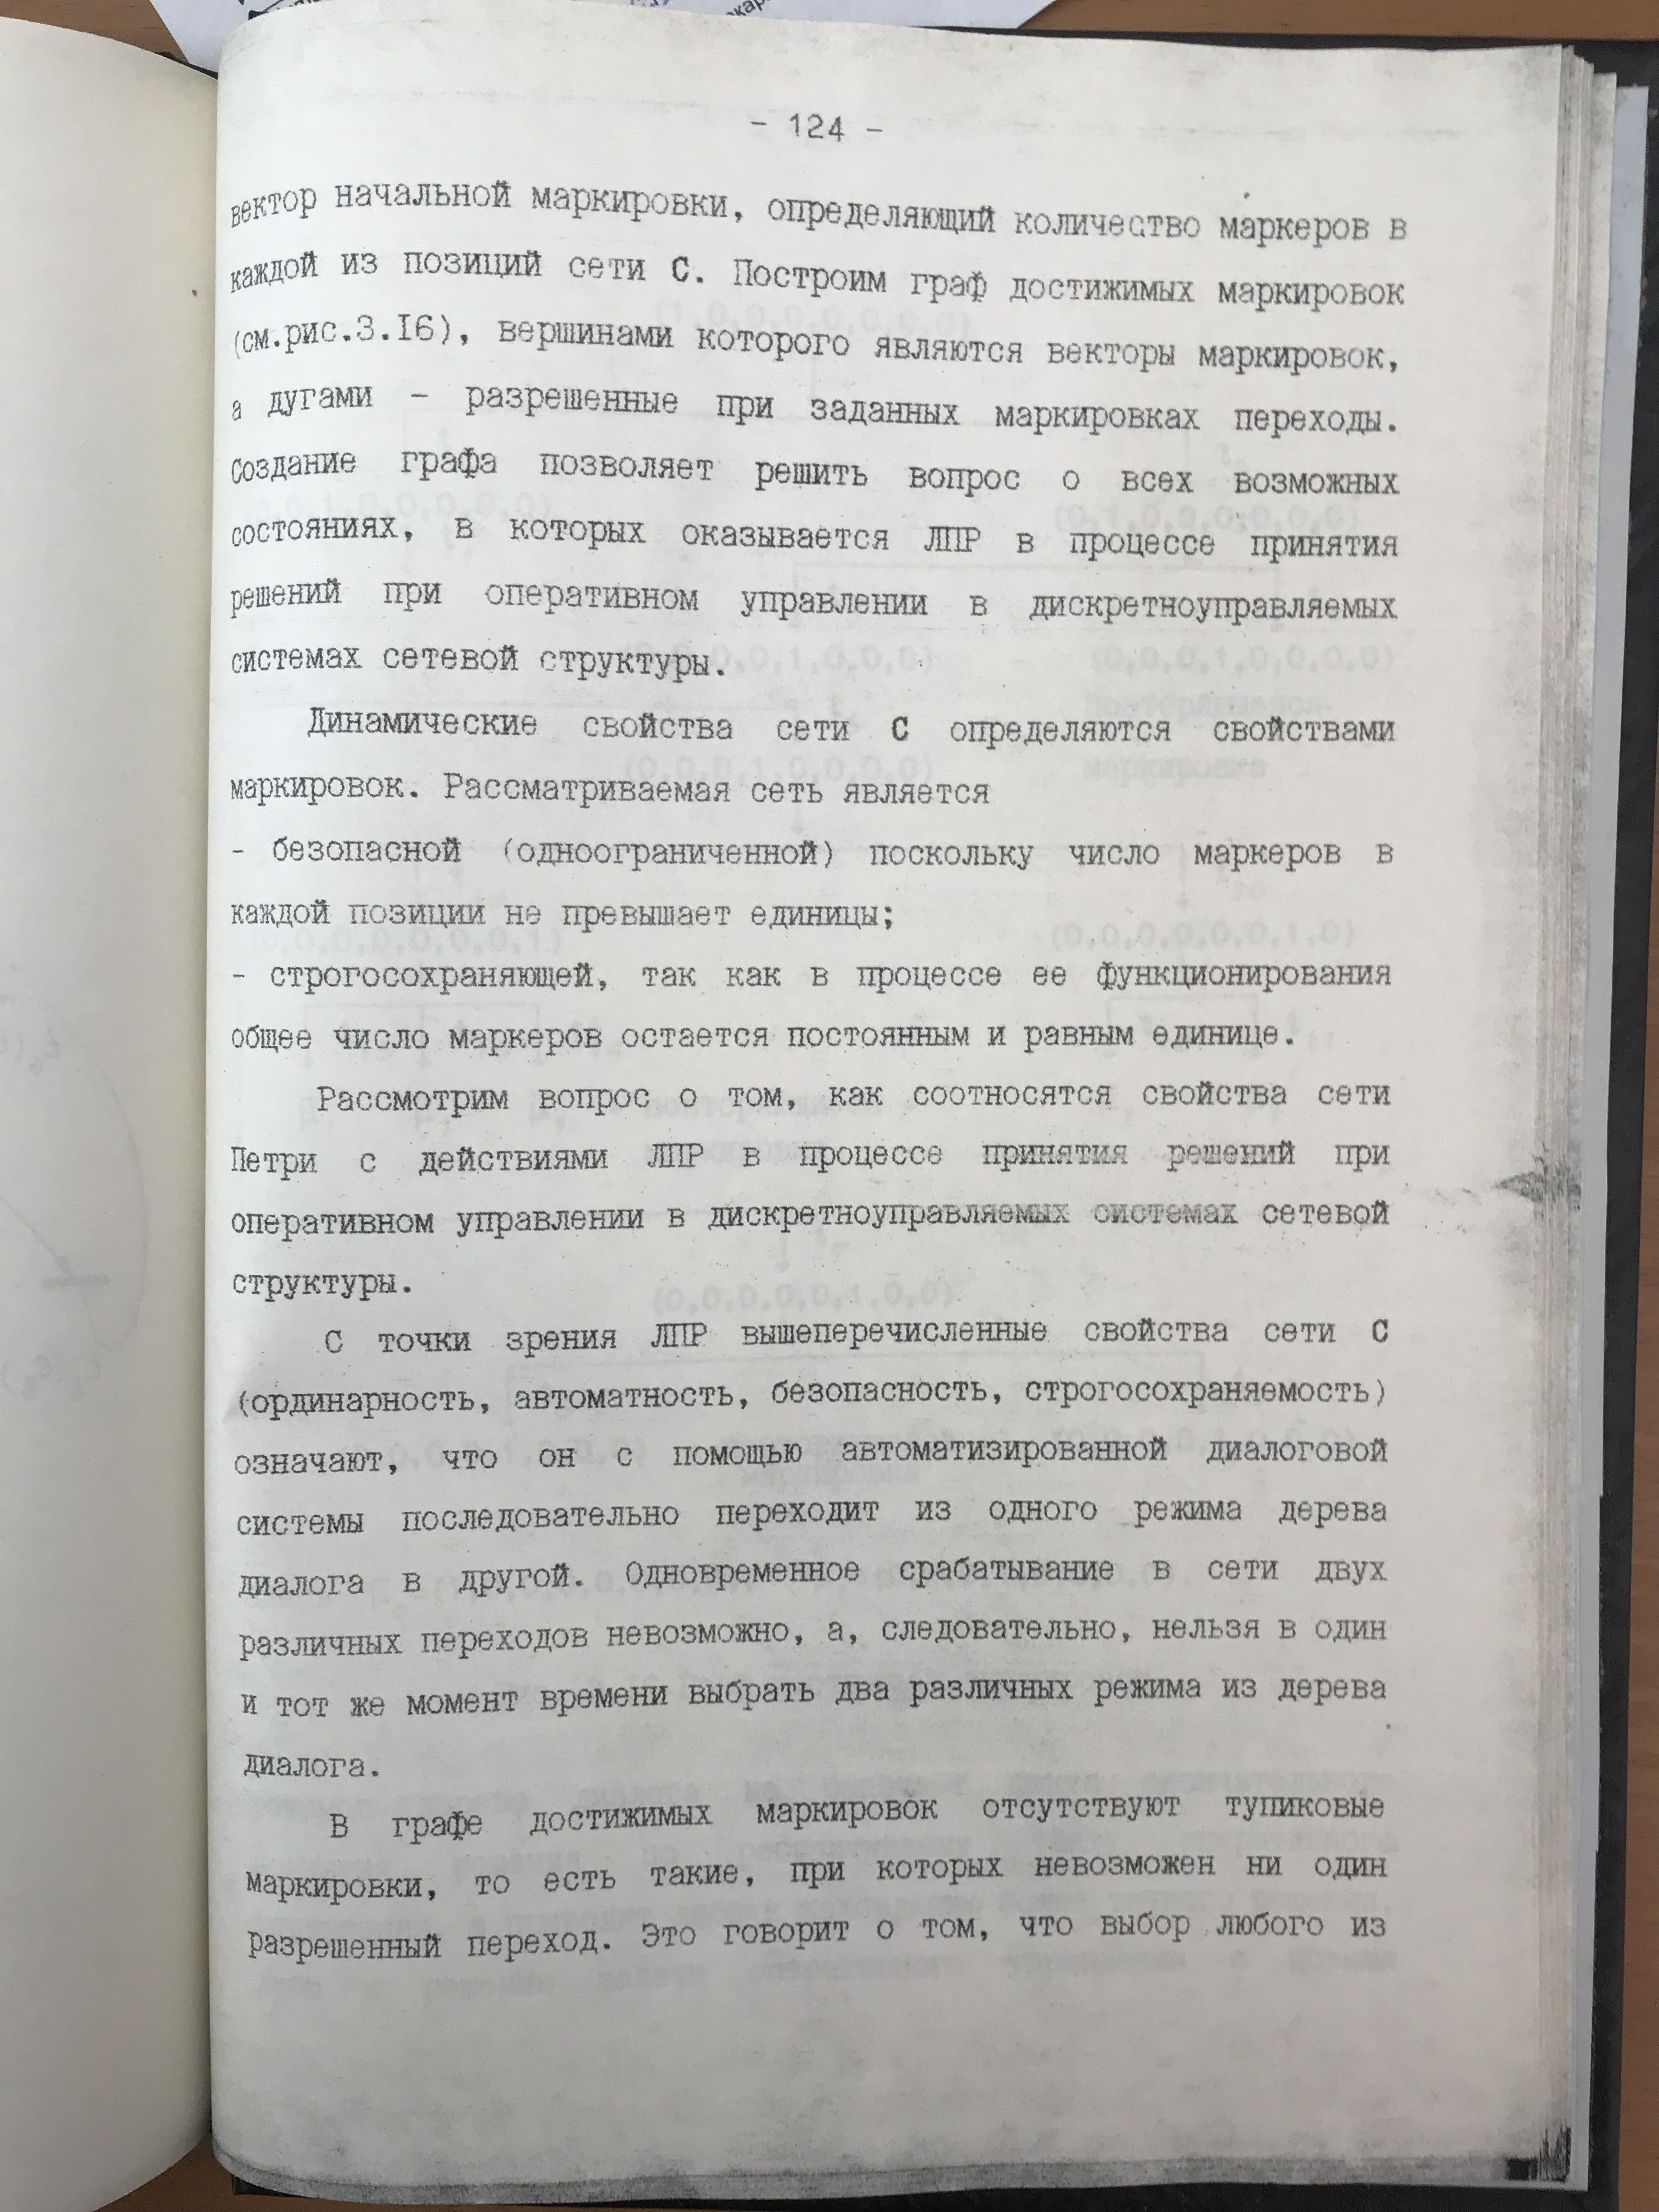 - 124 -
вектор начальной маркировки, определяющий количество маркеров в
каждой из позиций сети С. Построим граф достижимых маркировок
(см.рис.3.I6), вершинами которого являются векторы маркировок,
а дугами - разрешенные при заданных маркировках переходы.
Создание графа позволяет решить вопрос о всех возможных
состояниях, в которых оказывается ЛПР в процессе принятия
решений при оперативном управлении в дискретноуправляемых
системах сетевой структуры.
Динамические свойства сети С определяются свойствами
маркировок. Рассматриваемая сеть является
- безопасной (одноограниченной) поскольку число маркеров в
каждой позиции не превышает единицы;
- строгосохраняющей, так как в процессе ее функционирования
общее число маркеров остается постоянным и равным единице.
Рассмотрим вопрос о том, как соотносятся свойства сети
Петри с действиями ЛПР в процессе принятия решений при
оперативном управлении в дискретноуправляемых системах сетевой
структуры.
С точки зрения ЛПР вышеперечисленные свойства сети С
(ординарность, автоматность, безопасность, строгосохраняемость)
означают, что он с помощью автоматизированной диалоговой
системы последовательно переходит из одного режима дерева
диалога в другой. Одновременное срабатывание в сети двух
различных переходов невозможно, а, следовательно, нельзя в один
и тот же момент времени выбрать два различных режима из дерева
диалога.
В графе достижимых маркировок отсутствуют тупиковые
маркировки, то есть такие, при которых невозможен ни один
разрешенный переход. Это говорит о том, что выбор любого из